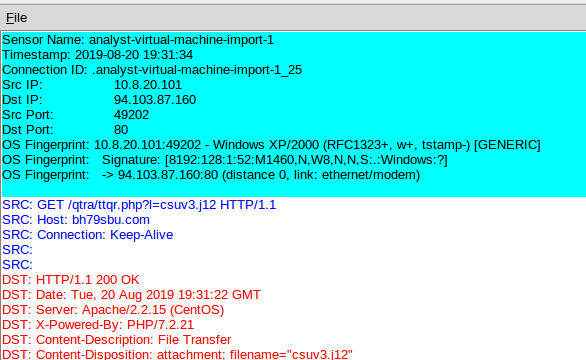 File
Sensor Name: analyst-virtual-machine-import-1
Timestamp: 2019-08-20 19:31:34
Connection ID: .analyst-virtual-machine-import-1_25
Src IP: 10.8.20.101
Dst IP: 94.103.87.160
Src Port: 49202
Dst Port: 80
OS Fingerprint: 10.8.20.101:49202 - Windows XP/2000 (RFC1323+, w+, tstamp-) [GENERIC]
OS Fingerprint: Signature: [8192:128:1:52:M1460,N,W8,N,N,S:.:Windows:?]
OS Fingerprint: -> 94.103.87.160:80 (distance 0, link: ethernet/modem)
SRC: GET /qtra/ttqr.php?l=csuv3.j12 HTTP/1.1
SRC: Host: bh79sbu.com
SRC: Connection: Keep-Alive
SRC:
SRC:
DST: HTTP/1.1 200 OK
DST: Date: Tue, 20 Aug 2019 19:31:22 GMT
DST: Server: Apache/2.2.15 (CentOS)
DST: X-Powered-By: PHP/7.2.21
DST: Content-Description: File Transfer
DST: Content-Disposition: attachment; filename="csuv3.j12"